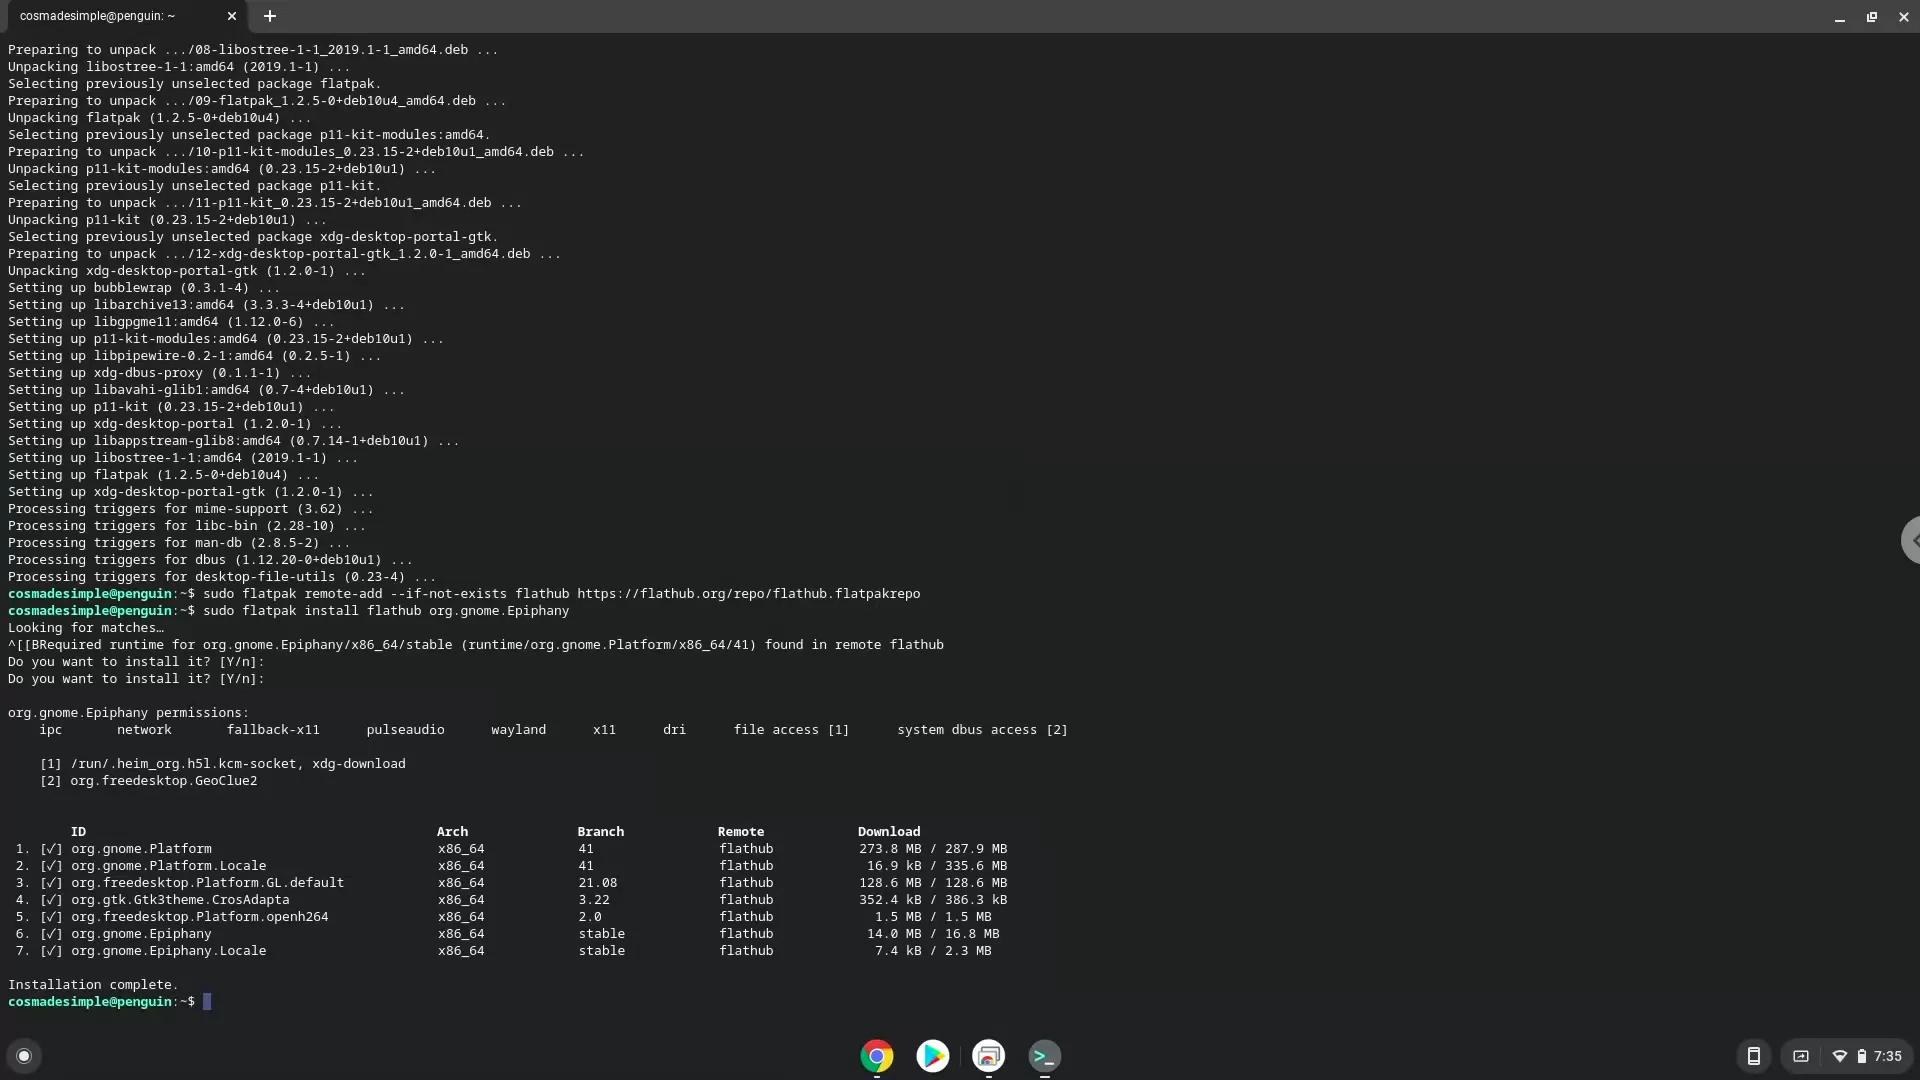 cosmadesimple@penguin: ~
Preparing to unpack .../08-libostree-1-1_2019.1-1_amd64.deb ...
Unpacking libostree-1-1:amd64 (2019.1-1) ...
Selecting previously unselected package flatpak.
Preparing to unpack .../09-flatpak_1.2.5-0+deb10u4_amd64.deb ...
Unpacking flatpak (1.2.5-0+deb10u4) ...
Selecting previously unselected package p11-kit-modules:amd64.
Preparing to unpack .../10-p11-kit-modules_0.23.15-2+deb10u1_amd64.deb ...
Unpacking p11-kit-modules:amd64 (0.23.15-2+deb10u1) ...
Selecting previously unselected package p11-kit.
Preparing to unpack .../11-p11-kit_0.23.15-2+deb10u1_amd64.deb ...
Unpacking p11-kit (0.23.15-2+deb10u1) ...
Selecting previously unselected package xdg-desktop-portal-gtk.
Preparing to unpack .../12-xdg-desktop-portal-gtk_1.2.0-1_amd64.deb ...
Unpacking xdg-desktop-portal-gtk (1.2.0-1) ...
Setting up bubblewrap (0.3.1-4) ...
Setting up libarchive13:amd64 (3.3.3-4+deb10u1) ...
Setting up libgpgme11:amd64 (1.12.0-6) ...
Setting up p11-kit-modules:amd64 (0.23.15-2+deb10u1) ...
Setting up libpipewire-0.2-1:amd64 (0.2.5-1) ...
Setting up xdg-dbus-proxy (0.1.1-1) ...
Setting up libavahi-glib1:amd64 (0.7-4+deb10u1) ...
Setting up p11-kit (0.23.15-2+deb10u1) ...
Setting up xdg-desktop-portal (1.2.0-1) ...
Setting up libappstream-glib8:amd64 (0.7.14-1+deb10u1) ...
Setting up libostree-1-1:amd64 (2019.1-1) ...
Setting up flatpak (1.2.5-0+deb10u4) ...
Setting up xdg-desktop-portal-gtk (1.2.0-1) ...
Processing triggers for mime-support (3.62) ...
Processing triggers for libc-bin (2.28-10) ...
Processing triggers for man-db (2.8.5-2) ...
Processing triggers for dbus (1.12.20-0+deb10u1) ...
Processing triggers for desktop-file-utils (0.23-4) ...
cosmadesimple@penguin:~$ sudo flatpak remote-add --if-not-exists flathub https://flathub.org/repo/flathub.flatpakrepo
cosmadesimple@penguin:~$ sudo flatpak install flathub org.gnome.Epiphany
Looking for matches…
^[[BRequired runtime for org.gnome.Epiphany/x86_64/stable (runtime/org.gnome.Platform/x86_64/41) found in remote flathub
Do you want to install it? [Y/n]:
Do you want to install it? [Y/n]:
org.gnome.Epiphany permissions:
ipc network fallback-x11 pulseaudio wayland x11 dri file access [1] system dbus access [2]
[1] /run/.heim_org.h5l.kcm-socket, xdg-download
[2] org.freedesktop.GeoClue2
ID Arch Branch Remote Download
1. [✓] org.gnome.Platform x86_64 41 flathub 273.8 MB / 287.9 MB
2. [✓] org.gnome.Platform.Locale x86_64 41 flathub 16.9 kB / 335.6 MB
3. [✓] org.freedesktop.Platform.GL.default x86_64 21.08 flathub 128.6 MB / 128.6 MB
4. [✓] org.gtk.Gtk3theme.CrosAdapta x86_64 3.22 flathub 352.4 kB / 386.3 kB
5. [✓] org.freedesktop.Platform.openh264 x86_64 2.0 flathub 1.5 MB / 1.5 MB
6. [✓] org.gnome.Epiphany x86_64 stable flathub 14.0 MB / 16.8 MB
7. [✓] org.gnome.Epiphany.Locale x86_64 stable flathub 7.4 kB / 2.3 MB
Installation complete.
cosmadesimple@penguin:~$
>_
7:35